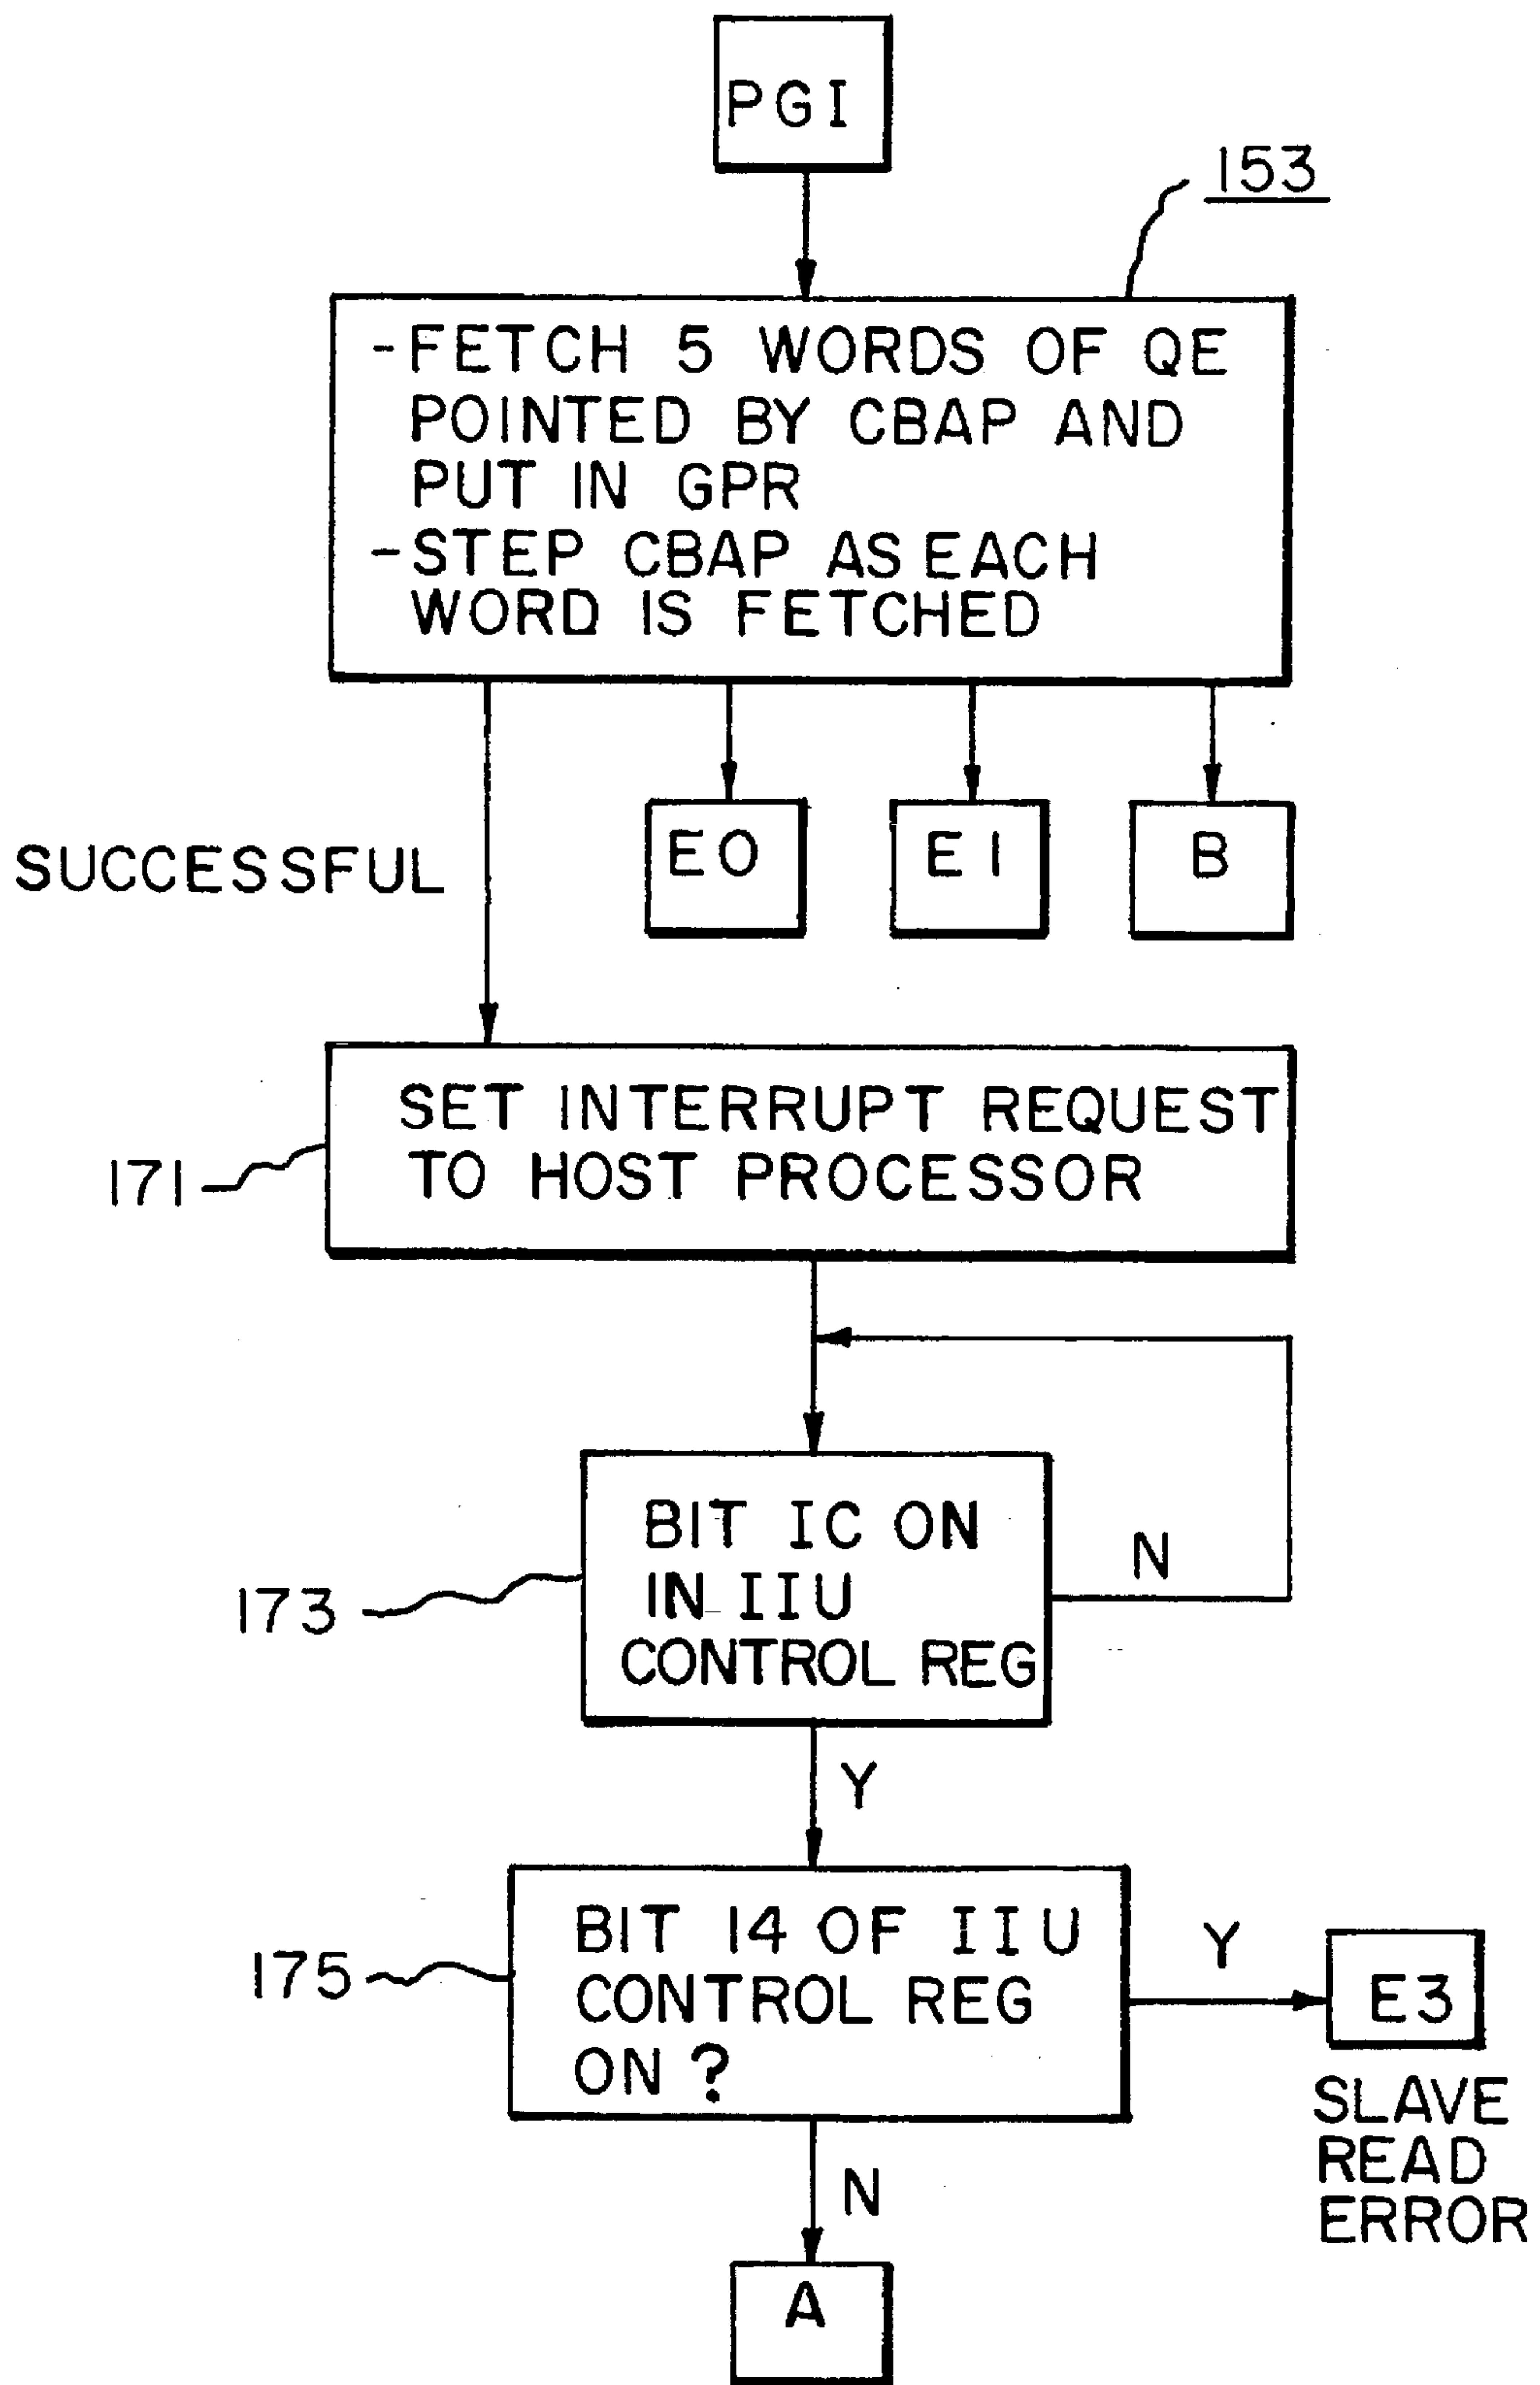 PGI
153
-FETCH 5 WORDS OF QE
POINTED BY CBAP AND
PUT IN GPR
-STEP CBAP AS EACH
WORD IS FETCHED
SUCCESSFUL
E0
E1
B
SET INTERRUPT REQUEST
TO HOST PROCESSOR
171
BIT IC ON
IN IIU
CONTROL REG
N
173
Y
BIT 14 OF IIU
CONTROL REG
ON ?
175
Y
E3
SLAVE
READ
ERROR
N
A